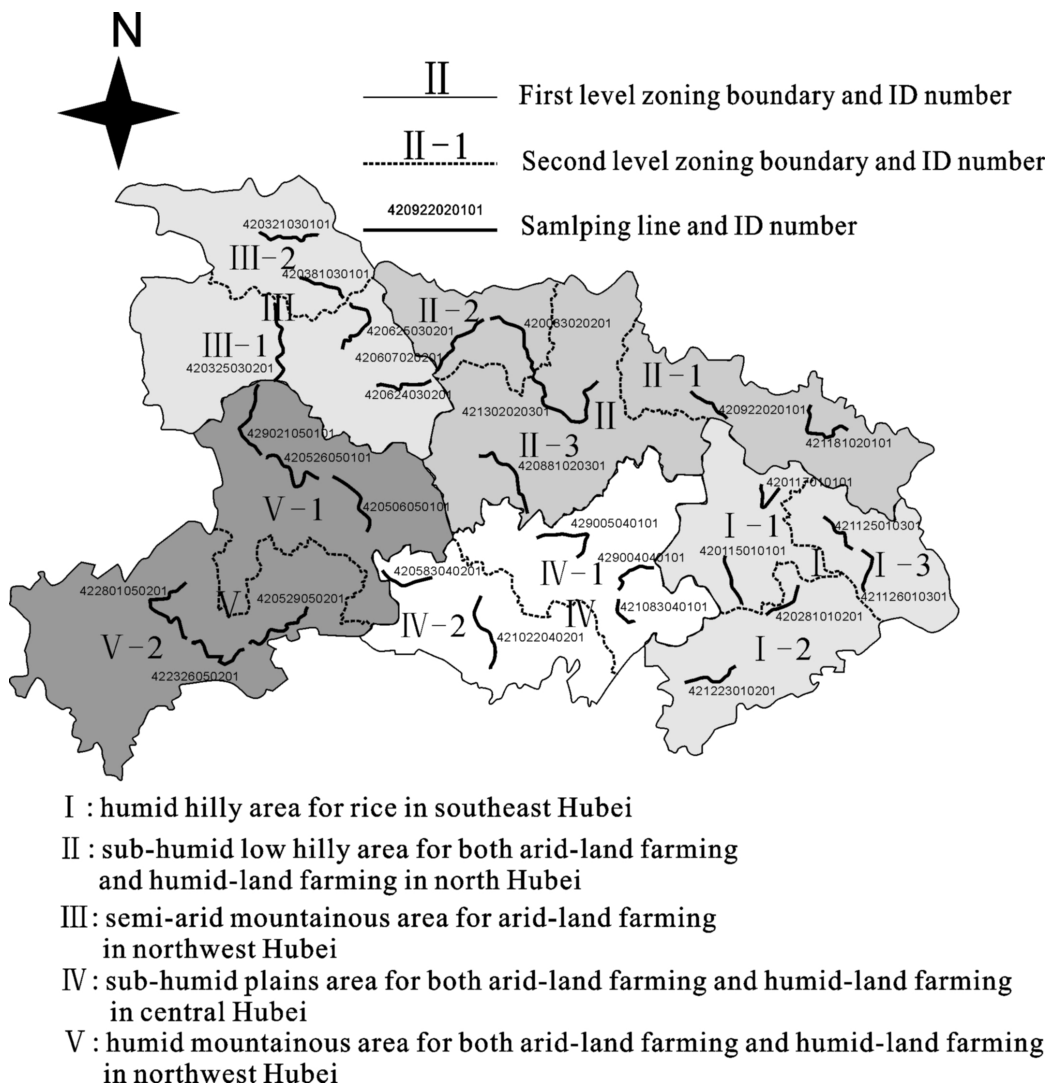 N
II
First level zoning boundary and ID number
II-1
Second level zoning boundary and ID number
420922020101
Samlping line and ID number
420321030101
III-2
420381030101
III
II-2
420625030201
420083020201
III-1
420607020201
420325030201
II-1
420624030201
421302020301
II
420922020101
421181020101
429021050101
II-3
420526050101
420881020301
420117010101
V-1
420506050101
429005040101
I-1
421125010301
420115010101
429004040101
I
I-3
420583040201
IV-1
422801050201
420529050201
V
IV
421083040101
421126010301
420281010201
IV-2
V-2
421022040201
I-2
422326050201
421223010201
I : humid hilly area for rice in southeast Hubei
II : sub-humid low hilly area for both arid-land farming
and humid-land farming in north Hubei
III : semi-arid mountainous area for arid-land farming
in northwest Hubei
IV : sub-humid plains area for both arid-land farming and humid-land farming
in central Hubei
V : humid mountainous area for both arid-land farming and humid-land farming
in northwest Hubei